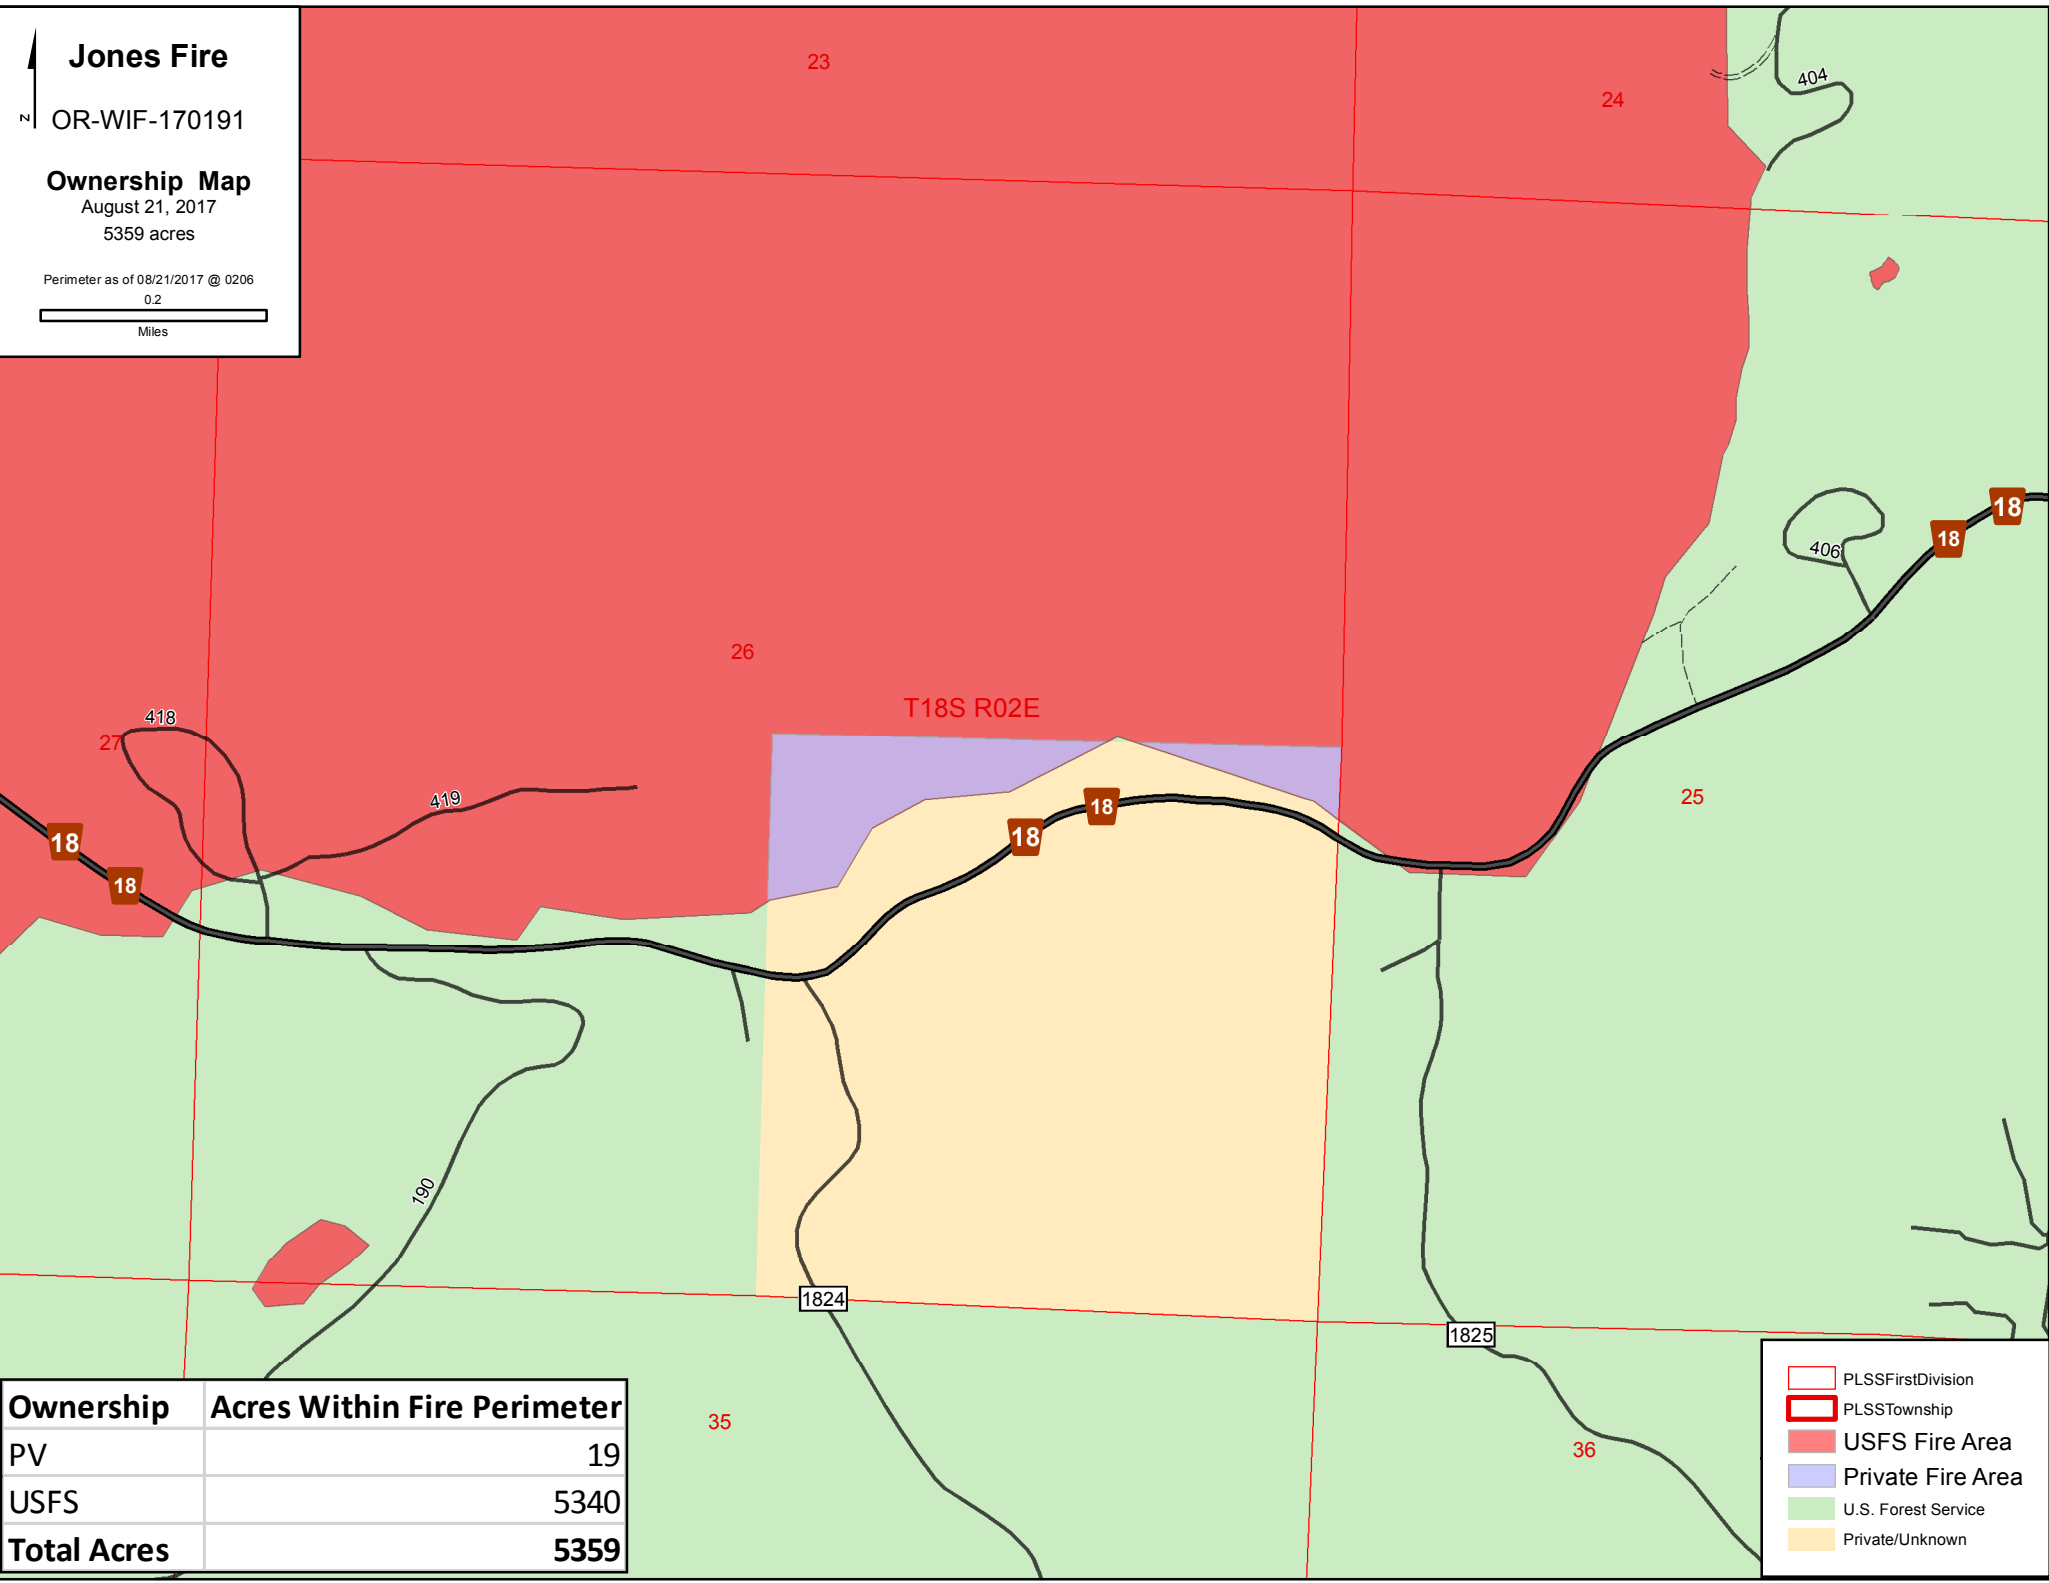 Jones Fire
N
OR-WIF-170191
Ownership Map
August 21, 2017
5359 acres
Perimeter as of 08/21/2017 @ 0206
0.2
Miles
23
24
404
18
18
406
26
T18S R02E
418
27
419
18
18
25
18
18
190
1824
1825
35
36
Ownership Acres Within Fire Perimeter
PV 19
USFS 5340
Total Acres 5359
PLSSFirstDivision
PLSSTownship
USFS Fire Area
Private Fire Area
U.S. Forest Service
Private/Unknown